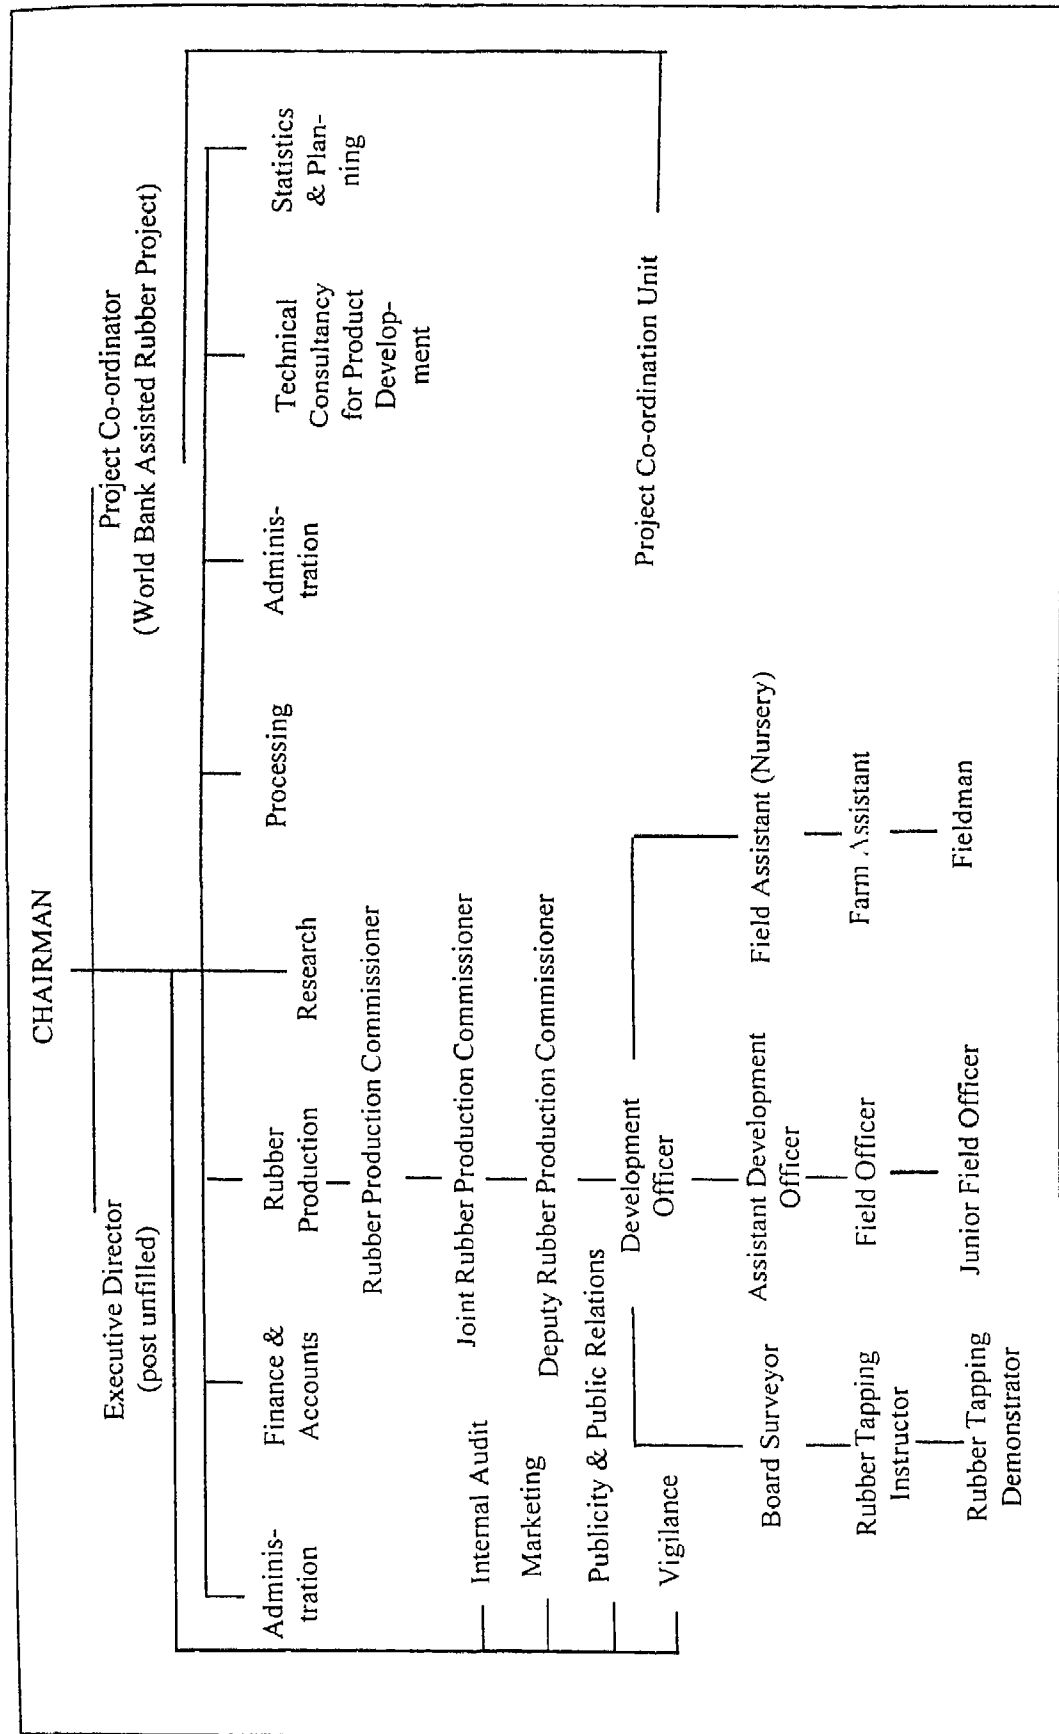 CHAIRMAN
Executive Director
(post unfilled)
Project Co-ordinator
(World Bank Assisted Rubber Project)
Adminis-
tration
Finance &
Accounts
Rubber
Production
Research
Processing
Adminis-
tration
Technical
Consultancy
for Product
Develop-
ment
Statistics
& Plan-
ning
Rubber Production Commissioner
Internal Audit
Joint Rubber Production Commissioner
Marketing
Deputy Rubber Production Commissioner
Publicity & Public Relations
Vigilance
Development
Officer
Project Co-ordination Unit
Board Surveyor
Assistant Development
Officer
Field Assistant (Nursery)
Rubber Tapping
Instructor
Field Officer
Farm Assistant
Rubber Tapping
Demonstrator
Junior Field Officer
Fieldman